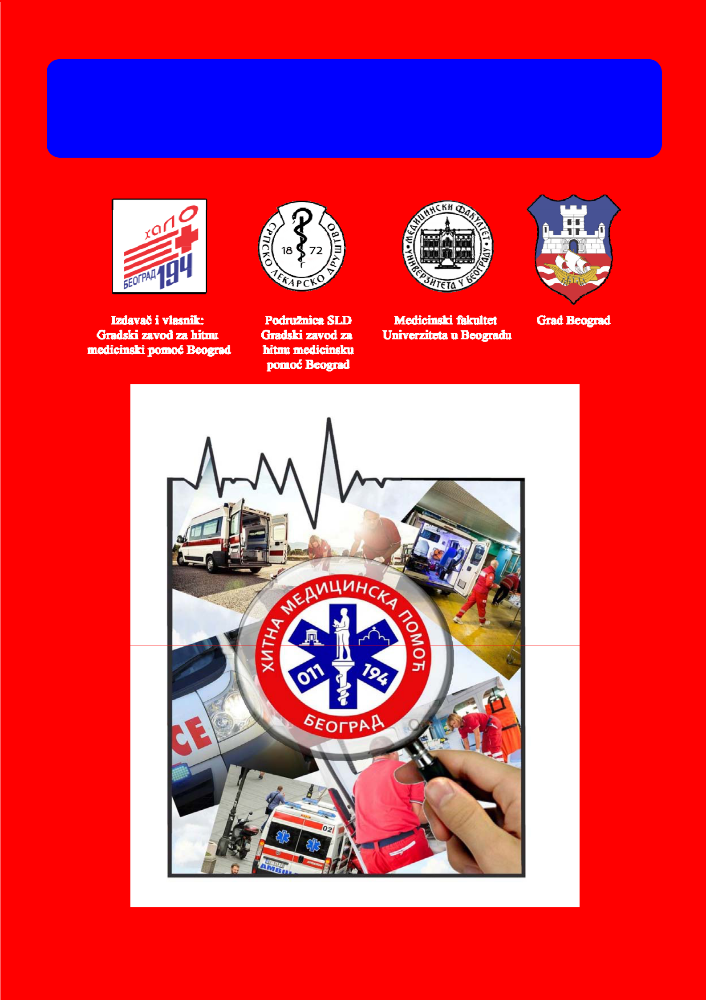 хало
БЕОГРАД 194
СРПСКО ЛЕКАРСКО ДРУШТВО
18 72
МЕДИЦИНСКИ ФАКУЛТЕТ
УНИВЕРЗИТЕТА У БЕОГРАДУ
Izdavač i vlasnik:
Gradski zavod za hitnu
medicinski pomoć Beograd
Podružnica SLD
Gradski zavod za
hitnu medicinsku
pomoć Beograd
Medicinski fakultet
Univerziteta u Beogradu
Grad Beograd
ХИТНА МЕДИЦИНСКА ПОМОЋ
011 194
БЕОГРАД
CE
02
AMBULA